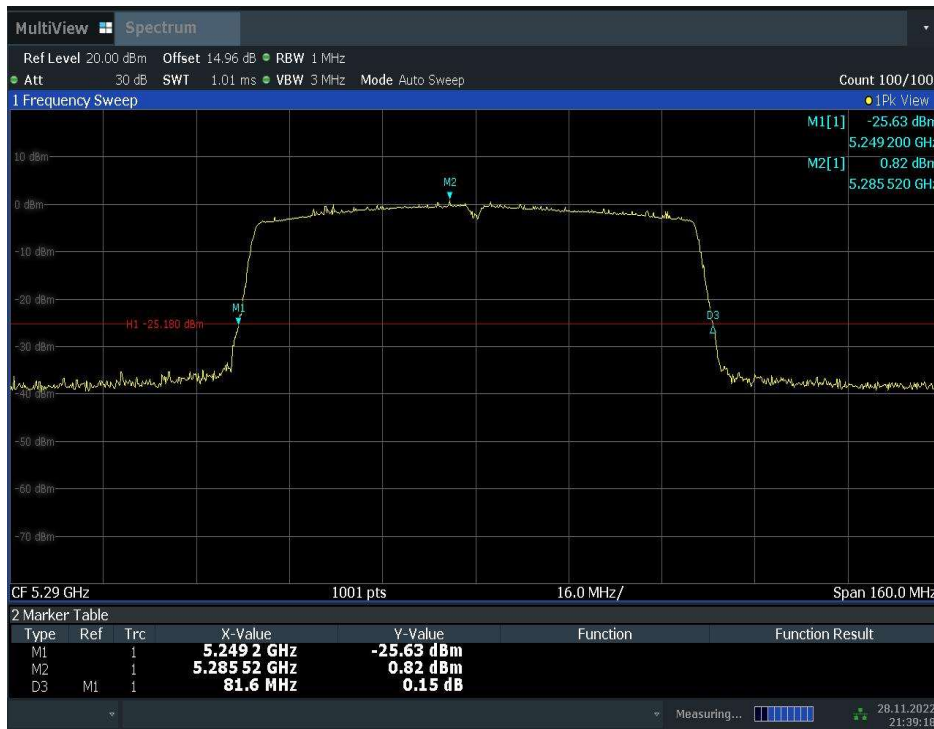 MultiView Spectrum
Ref Level 20.00 dBm Offset 14.96 dB RBW 1 MHz
Att 30 dB SWT 1.01 ms VBW 3 MHz Mode Auto Sweep Count 100/100
1 Frequency Sweep 1Pk View
M1[1] -25.63 dBm
5.249 200 GHz
10 dBm
M2[1] 0.82 dBm
5.285 520 GHz
M2
0 dBm
-10 dBm
-20 dBm
M1
D3
H1 -25.180 dBm
-30 dBm
-40 dBm
-50 dBm
-60 dBm
-70 dBm
CF 5.29 GHz 1001 pts 16.0 MHz/ Span 160.0 MHz
2 Marker Table
Type Ref Trc X-Value Y-Value Function Function Result
M1 1 5.249 2 GHz -25.63 dBm
M2 1 5.285 52 GHz 0.82 dBm
D3 M1 1 81.6 MHz 0.15 dB
Measuring... 28.11.2022
21:39:18